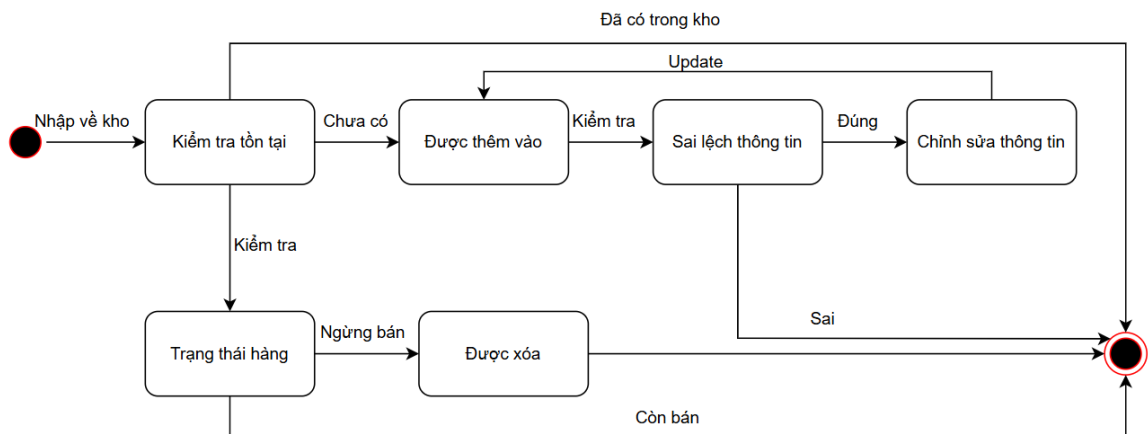 Đã có trong kho
Update
Nhập về kho
Kiểm tra tồn tại
Chưa có
Được thêm vào
Kiểm tra
Sai lệch thông tin
Đúng
Chỉnh sửa thông tin
Kiểm tra
Sai
Trạng thái hàng
Ngừng bán
Được xóa
Còn bán